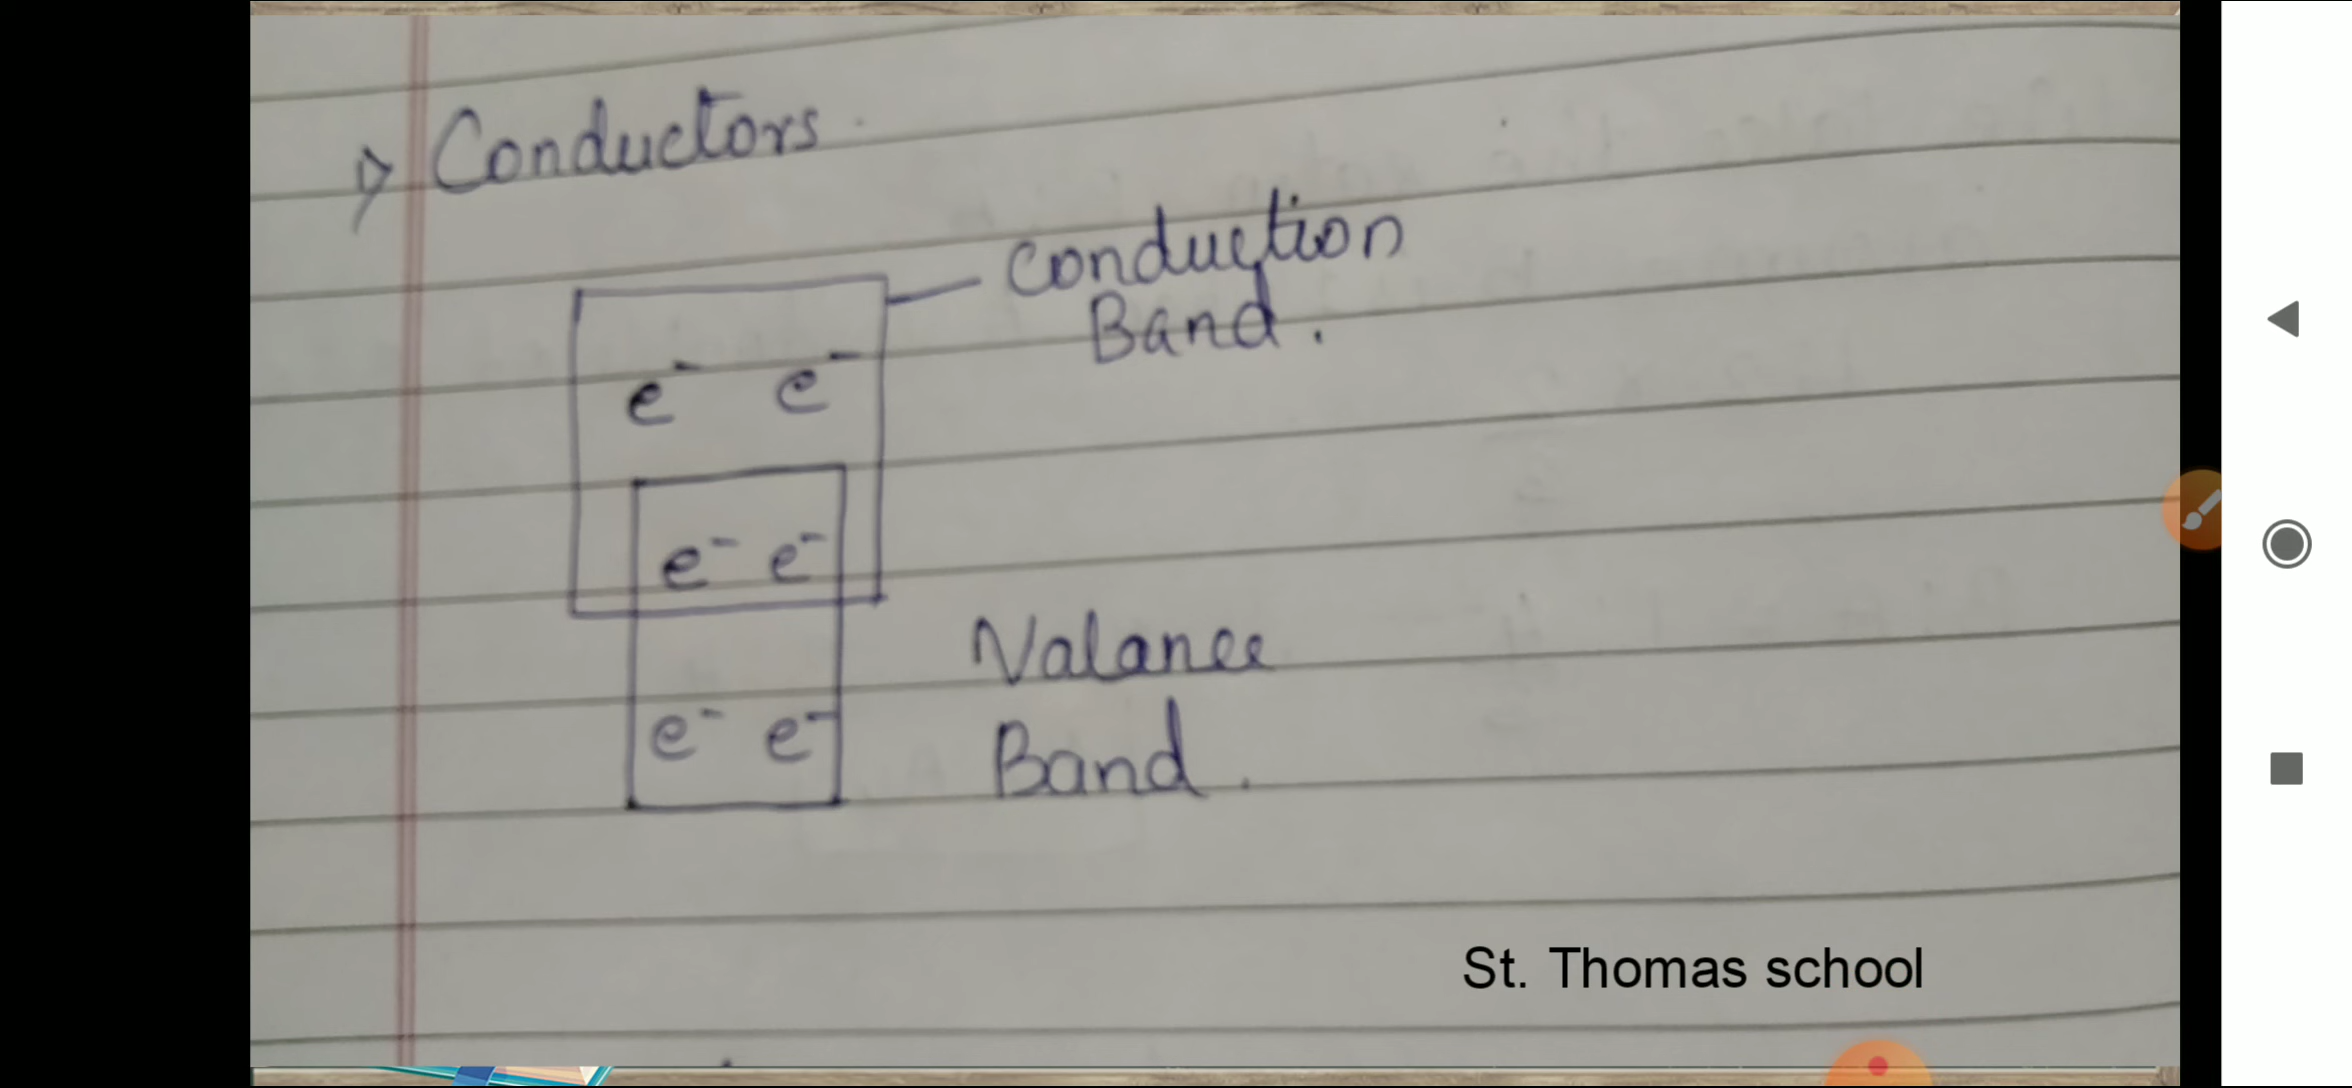 Conductors.
Conduction
Band.
e⁻ e⁻
e⁻ e⁻
Valance
e⁻ e⁻
Band.
St. Thomas school